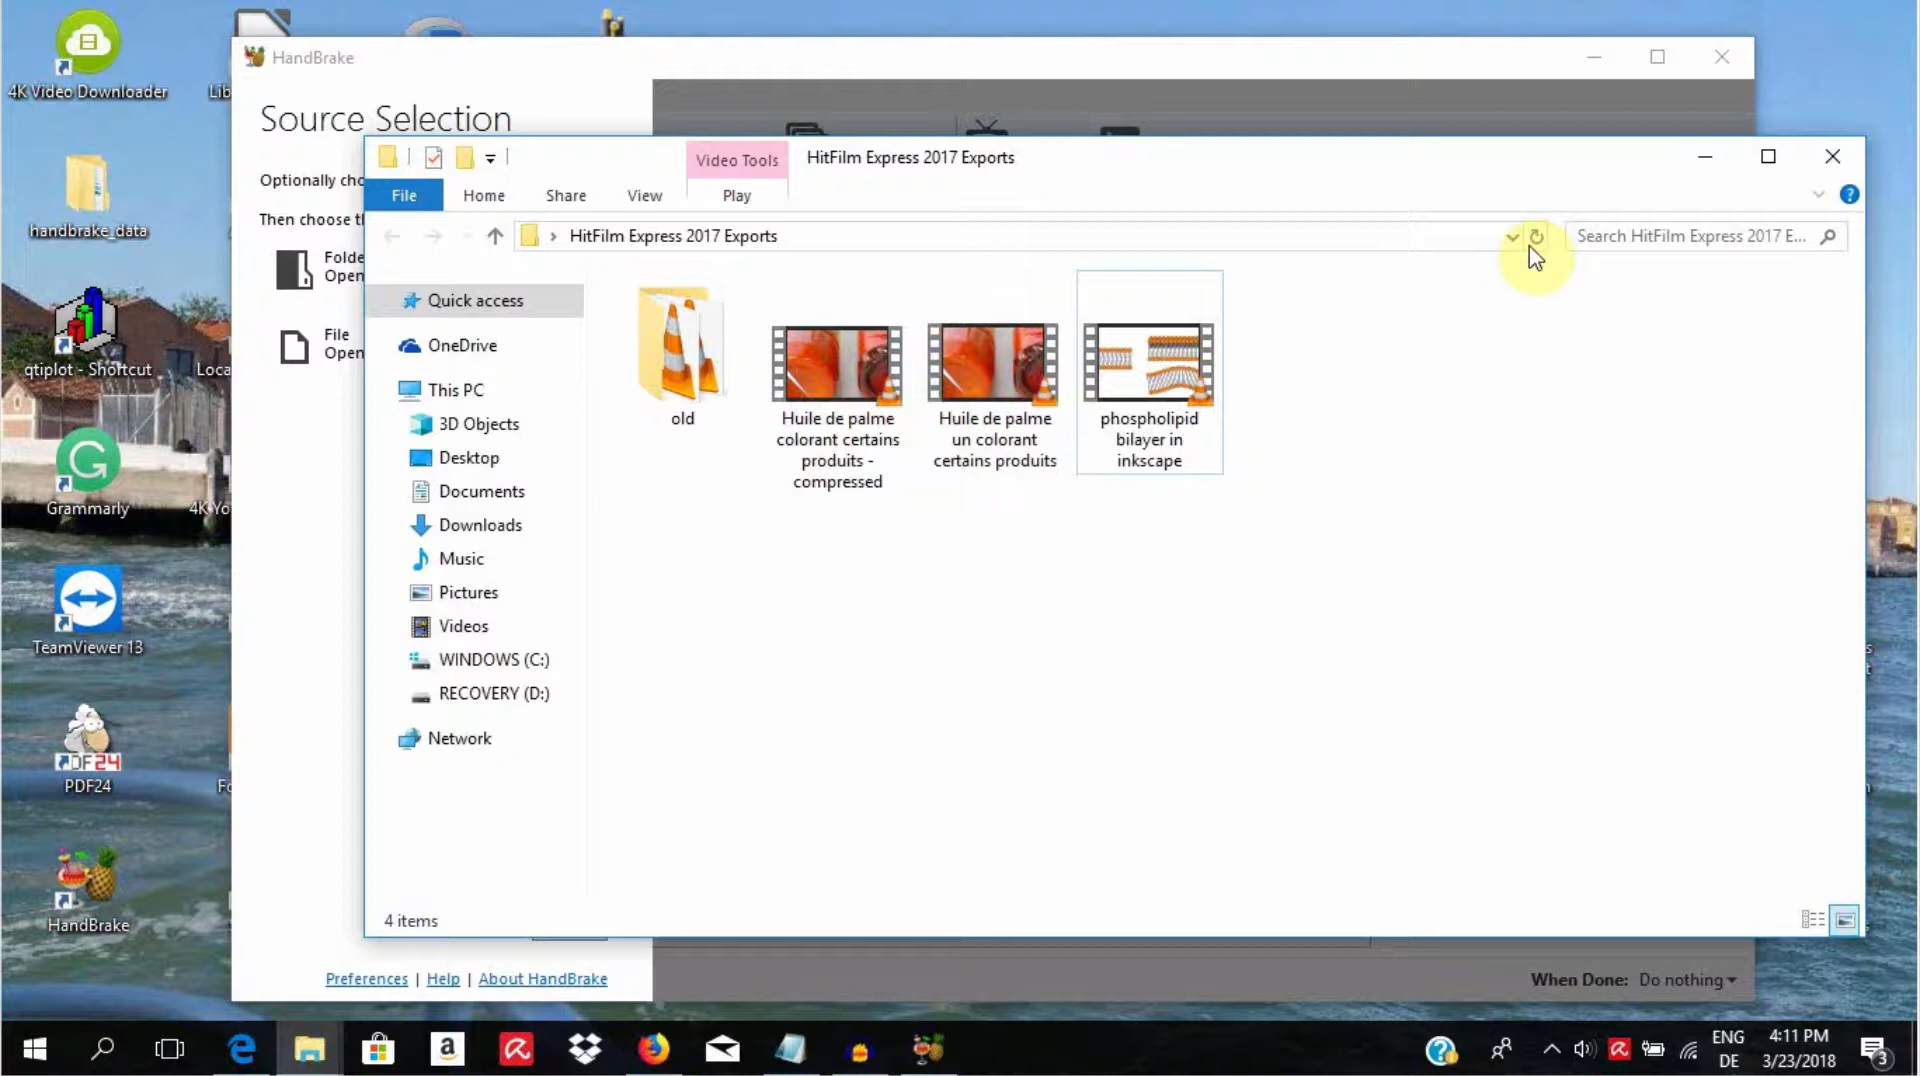 4K Video Downloader
handbrake_data
qtiplot - Shortcut
Grammarly
TeamViewer 13
PDF24
HandBrake
HandBrake
Source Selection
Optionally cho
Then choose t
Folde
Open
File
Open
Video Tools
HitFilm Express 2017 Exports
File
Home
Share
View
Play
HitFilm Express 2017 Exports
Search HitFilm Express 2017 E...
Quick access
OneDrive
This PC
3D Objects
Desktop
Documents
Downloads
Music
Pictures
Videos
WINDOWS (C:)
RECOVERY (D:)
Network
old
Huile de palme
colorant certains
produits -
compressed
Huile de palme
un colorant
certains produits
phospholipid
bilayer in
inkscape
4 items
Preferences | Help | About HandBrake
When Done: Do nothing
ENG
DE
4:11 PM
3/23/2018
3